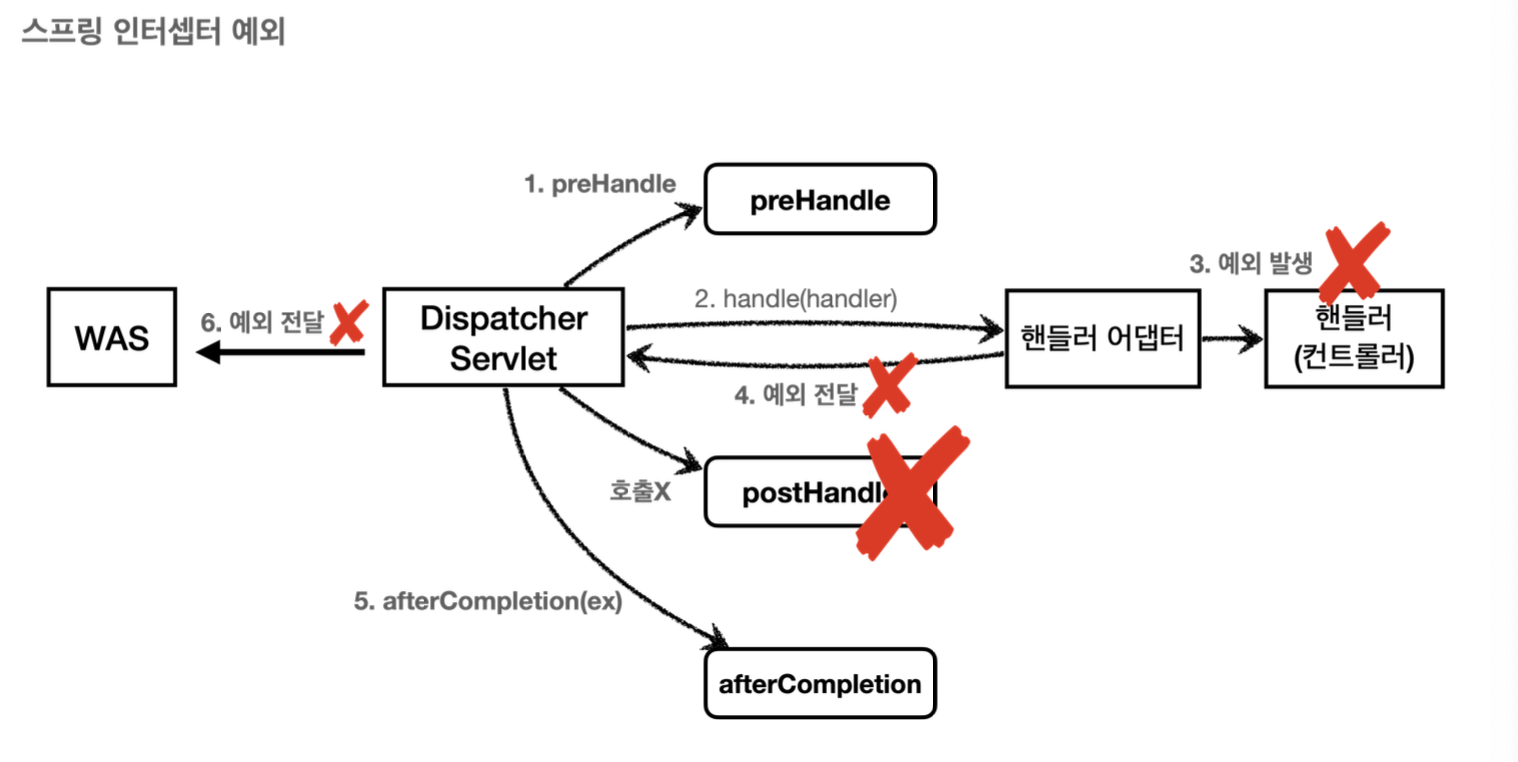 스프링 인터셉터 예외
1. preHandle
preHandle
3. 예외 발생
WAS
6. 예외 전달
Dispatcher
Servlet
2. handle(handler)
4. 예외 전달
핸들러 어댑터
핸들러
(컨트롤러)
호출X
postHandle
5. afterCompletion(ex)
afterCompletion